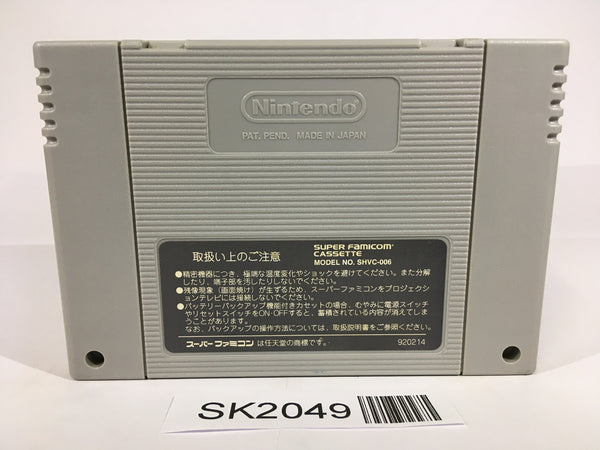 Nintendo
PAT. PEND. MADE IN JAPAN
取扱い上のご注意
SUPER FAMICOM
CASSETTE
MODEL NO. SHVC-006
●精密機器につき、極端な温度変化やショックを避けてください。また分解
したり、端子部を汚したりしないでください。
●残像現象（画面焼け）が生ずるため、スーパーファミコンをプロジェクシ
ョンテレビには接続しないでください。
●バッテリーバックアップ機能付きカセットの場合、むやみに電源スイッチ
やリセットスイッチをON·OFFすると、蓄積されている内容が消えてしま
うことがあります。
なお、バックアップの操作方法については、取扱説明書をご参照ください。
スーパーファミコン は任天堂の商標です。
920214
SK2049